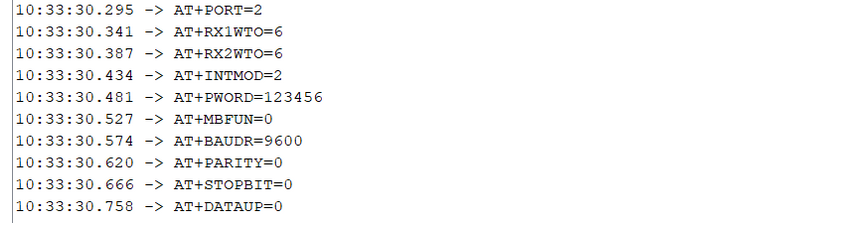 10:33:30.295 -> AT+PORT=2
10:33:30.341 -> AT+RX1WTO=6
10:33:30.387 -> AT+RX2WTO=6
10:33:30.434 -> AT+INTMOD=2
10:33:30.481 -> AT+PWORD=123456
10:33:30.527 -> AT+MBFUN=0
10:33:30.574 -> AT+BAUDR=9600
10:33:30.620 -> AT+PARITY=0
10:33:30.666 -> AT+STOPBIT=0
10:33:30.758 -> AT+DATAUP=0